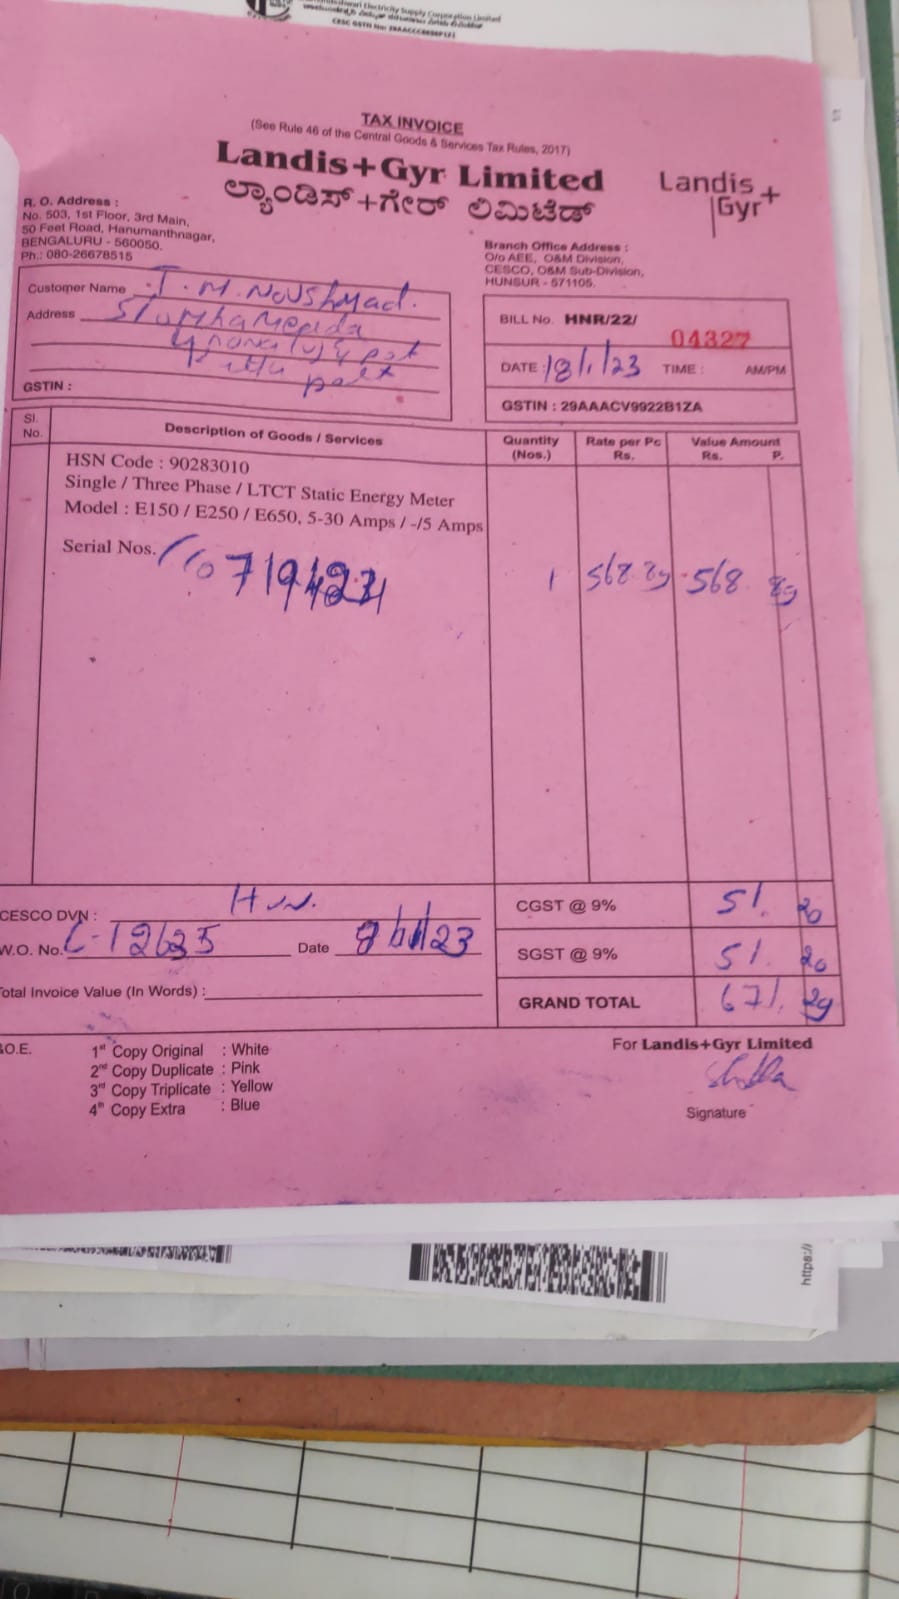 TAX INVOICE
(See Rule 46 of the Central Goods & Services Tax Rules, 2017)
Landis+Gyr Limited
ಲ್ಯಾಂಡಿಸ್+ಗೇರ್ ಲಿಮಿಟೆಡ್
Landis
Gyr+
R. O. Address :
No. 503, 1st Floor, 3rd Main,
50 Feet Road, Hanumanthnagar,
BENGALURU - 560050.
Ph.: 080-26678515
Branch Office Address :
O/o AEE, O&M Division,
CESCO, O&M Sub-Division,
HUNSUR - 571105.
Customer Name
Address
GSTIN :
BILL No. HNR/22/ 04327
DATE : 18/1/23 TIME : AM/PM
GSTIN : 29AAACV9922B1ZA
Sl. No. Description of Goods / Services Quantity (Nos.) Rate per Pc Rs. Value Amount Rs. P.
HSN Code : 90283010
Single / Three Phase / LTCT Static Energy Meter
Model : E150 / E250 / E650, 5-30 Amps / -/5 Amps
Serial Nos.
1 568 89 568 89
CESCO DVN :
W.O. No. Date
CGST @ 9% 51. 20
SGST @ 9% 51. 20
Total Invoice Value (In Words) :
GRAND TOTAL 671. 29
&O.E.
1st Copy Original : White
2nd Copy Duplicate : Pink
3rd Copy Triplicate : Yellow
4th Copy Extra : Blue
For Landis+Gyr Limited
Signature
https://